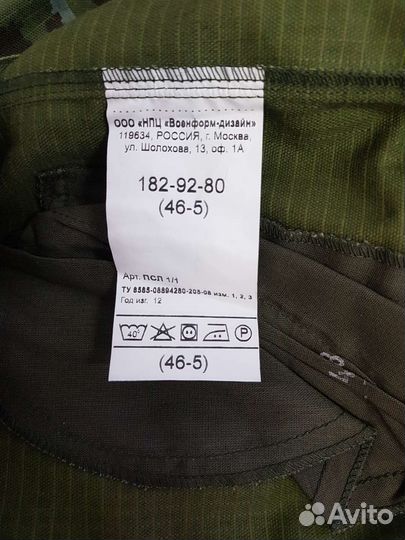 ООО «НПЦ «Военформ-дизайн»
119634, РОССИЯ, г. Москва,
ул. Шолохова, 13, оф. 1А
182-92-80
(46-5)
Арт. ПСЛ 1/1
ТУ 8585-08894280-205-08 изм. 1, 2, 3
Год изг. 12
40° P
(46-5)
Avito